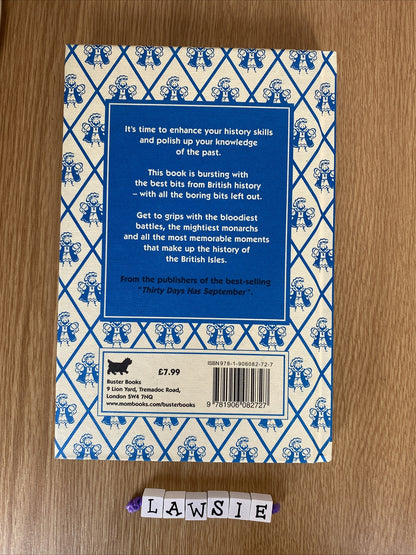 It's time to enhance your history skills
and polish up your knowledge
of the past.
This book is bursting with
the best bits from British history
– with all the boring bits left out.
Get to grips with the bloodiest
battles, the mightiest monarchs
and all the most memorable moments
that make up the history of
the British Isles.
From the publishers of the best-selling
"Thirty Days Has September".
£7.99
Buster Books
9 Lion Yard, Tremadoc Road,
London SW4 7NQ
www.mombooks.com/busterbooks
ISBN 978-1-906082-72-7
9 781906 082727
LAWSIE